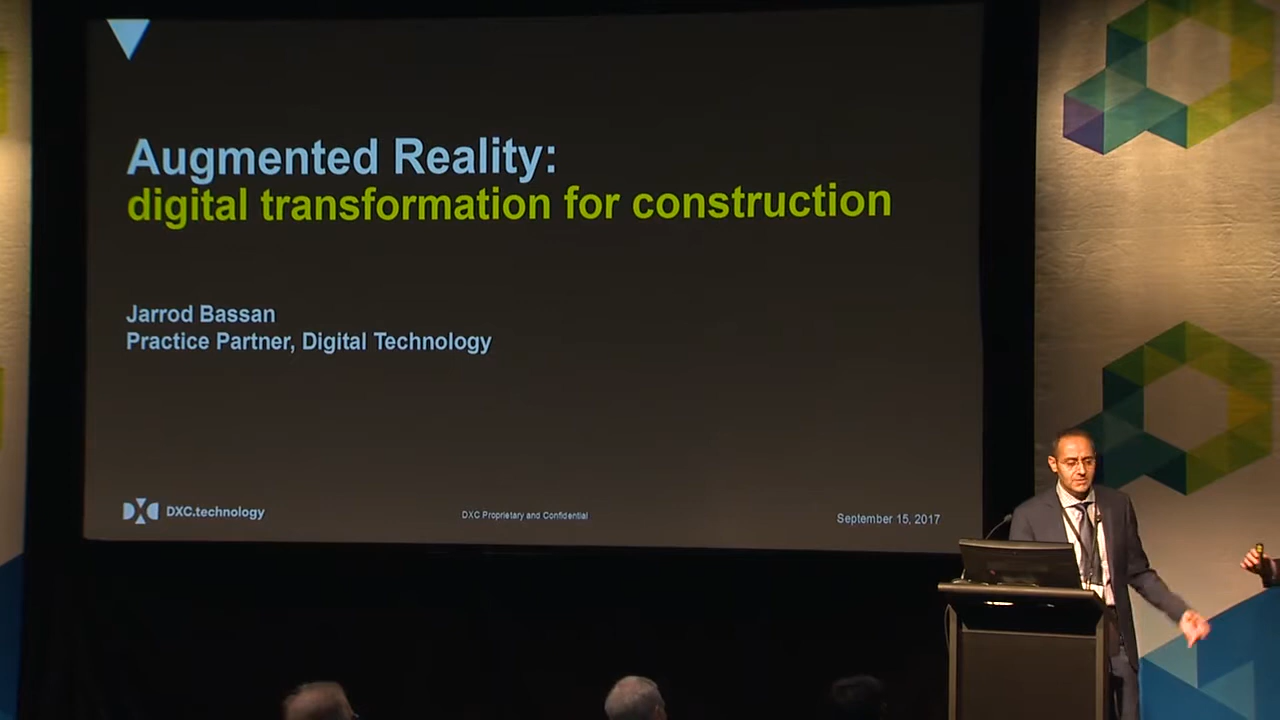 Augmented Reality:
digital transformation for construction
Jarrod Bassan
Practice Partner, Digital Technology
DXC.technology
DXC Proprietary and Confidential
September 15, 2017